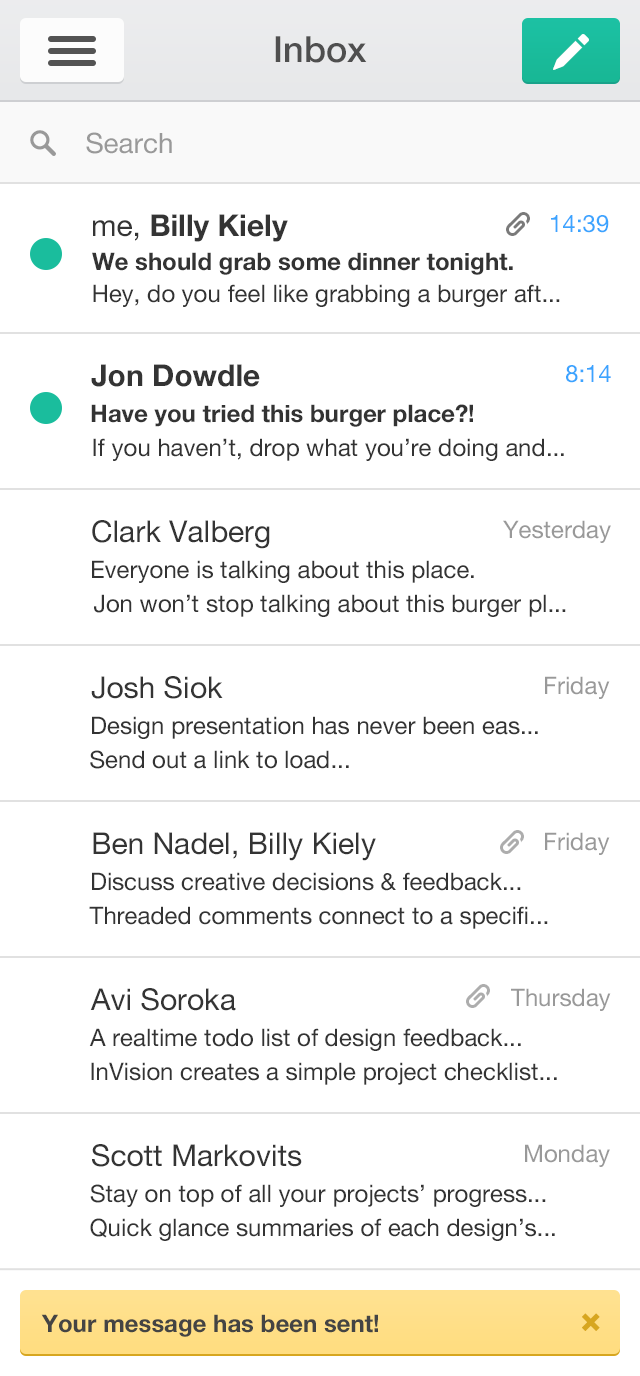 Inbox
Search
me, Billy Kiely 14:39
We should grab some dinner tonight.
Hey, do you feel like grabbing a burger aft...
Jon Dowdle 8:14
Have you tried this burger place?!
If you haven’t, drop what you’re doing and...
Clark Valberg Yesterday
Everyone is talking about this place.
Jon won’t stop talking about this burger pl...
Josh Siok Friday
Design presentation has never been eas...
Send out a link to load...
Ben Nadel, Billy Kiely Friday
Discuss creative decisions & feedback...
Threaded comments connect to a specifi...
Avi Soroka Thursday
A realtime todo list of design feedback...
InVision creates a simple project checklist...
Scott Markovits Monday
Stay on top of all your projects’ progress...
Quick glance summaries of each design’s...
Your message has been sent!